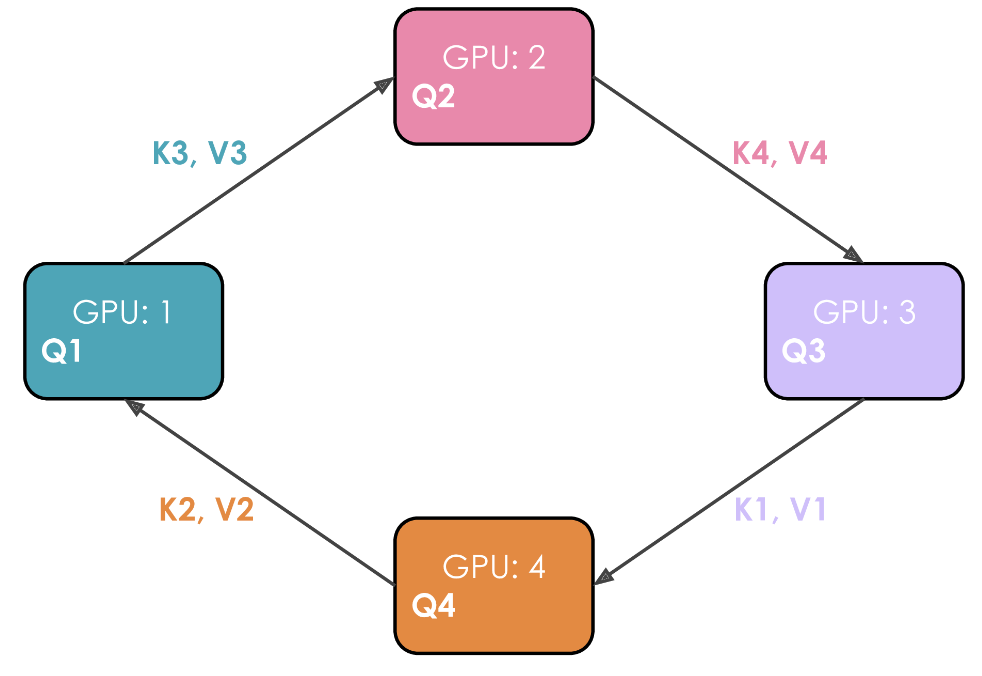 GPU: 2
Q2
K3, V3
K4, V4
GPU: 1
Q1
GPU: 3
Q3
K2, V2
K1, V1
GPU: 4
Q4